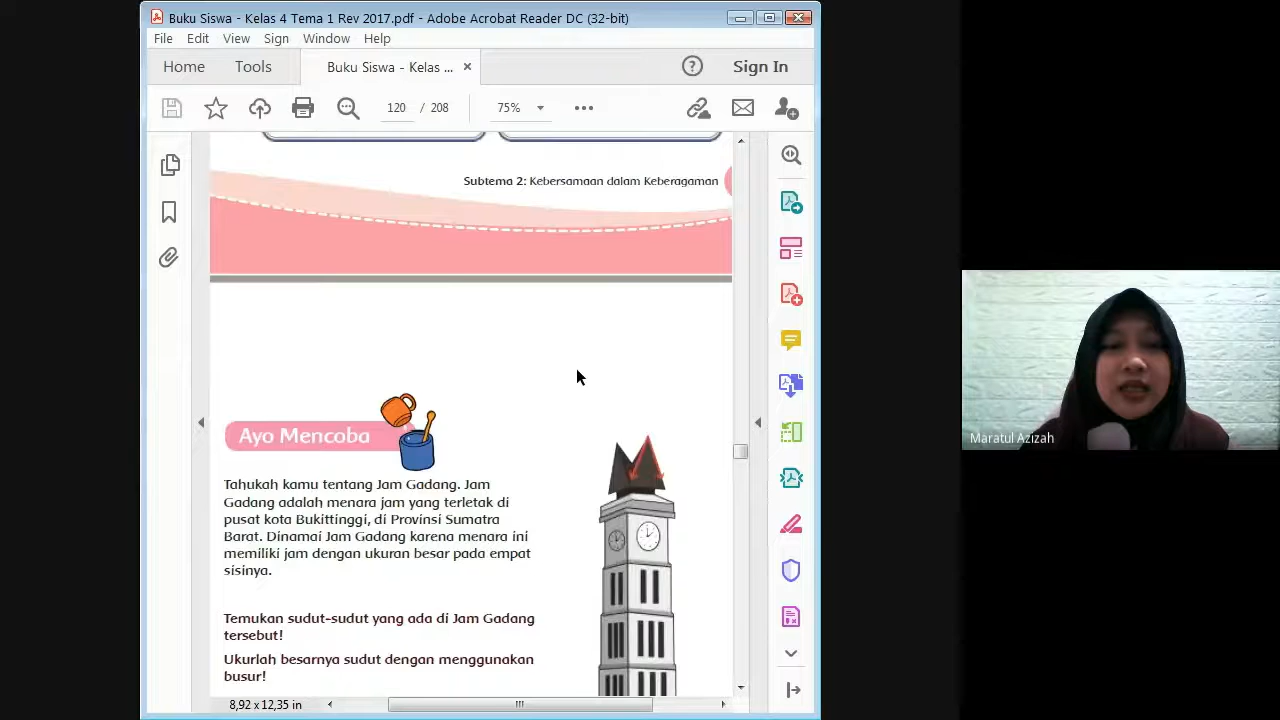 Buku Siswa - Kelas 4 Tema 1 Rev 2017.pdf - Adobe Acrobat Reader DC (32-bit)
File Edit View Sign Window Help
Home Tools Buku Siswa - Kelas ... × Sign In
120 / 208 75%
Subtema 2: Kebersamaan dalam Keberagaman
Ayo Mencoba
Tahukah kamu tentang Jam Gadang. Jam
Gadang adalah menara jam yang terletak di
pusat kota Bukittinggi, di Provinsi Sumatra
Barat. Dinamai Jam Gadang karena menara ini
memiliki jam dengan ukuran besar pada empat
sisinya.
Temukan sudut-sudut yang ada di Jam Gadang
tersebut!
Ukurlah besarnya sudut dengan menggunakan
busur!
8,92 x 12,35 in
Maratul Azizah